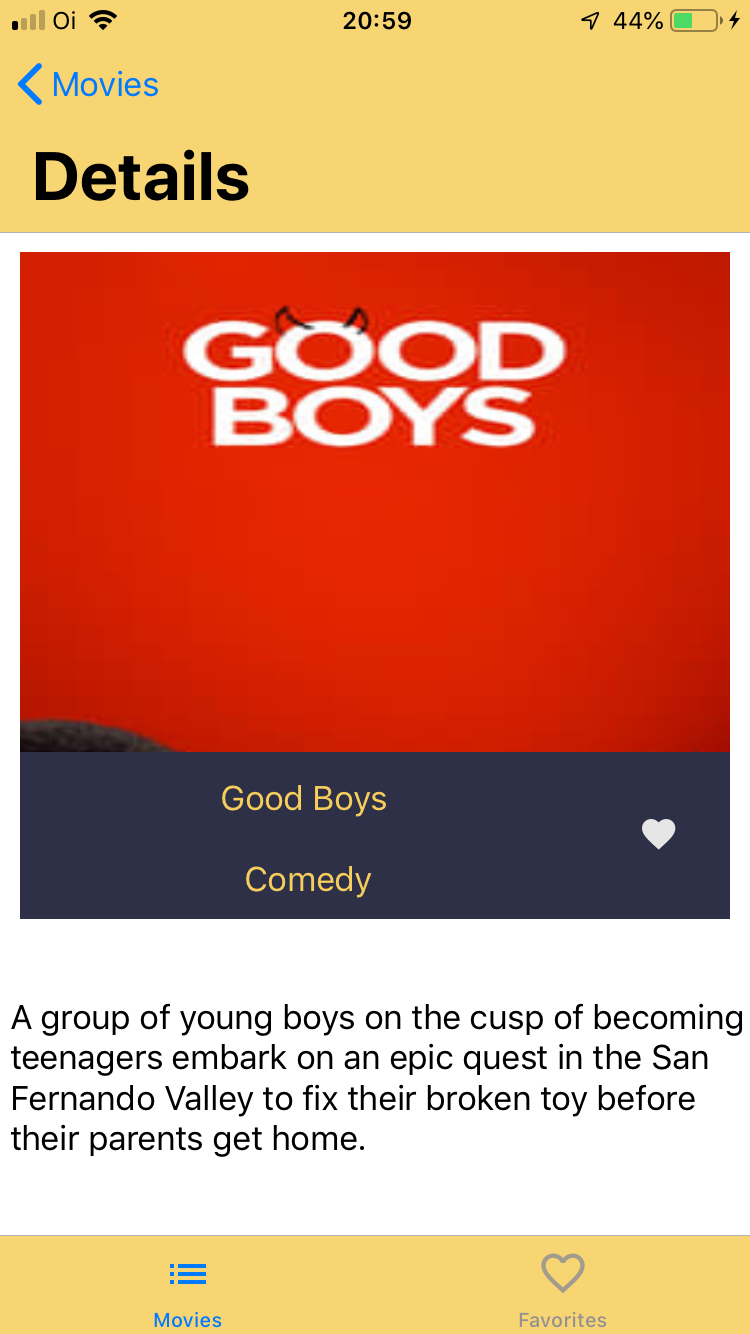 Oi 20:59 44%
Movies
Details
GOOD
BOYS
Good Boys
Comedy
A group of young boys on the cusp of becoming
teenagers embark on an epic quest in the San
Fernando Valley to fix their broken toy before
their parents get home.
Movies Favorites